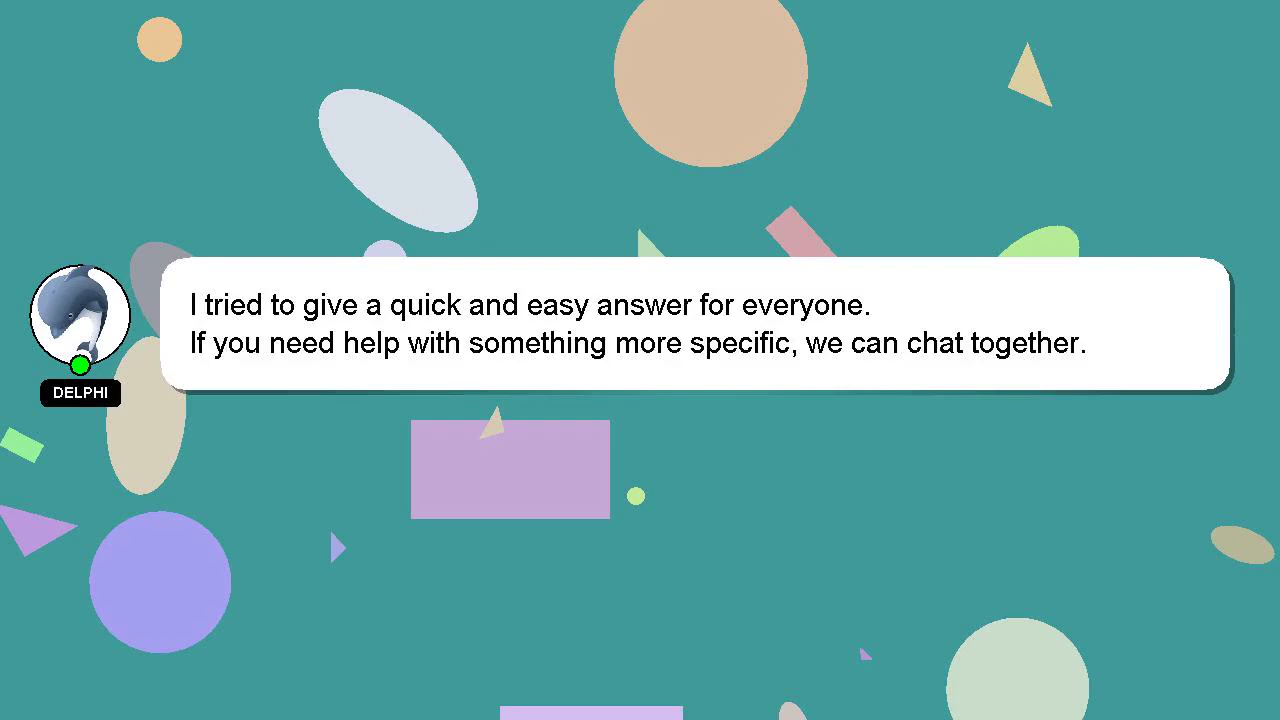 I tried to give a quick and easy answer for everyone.
If you need help with something more specific, we can chat together.
DELPHI